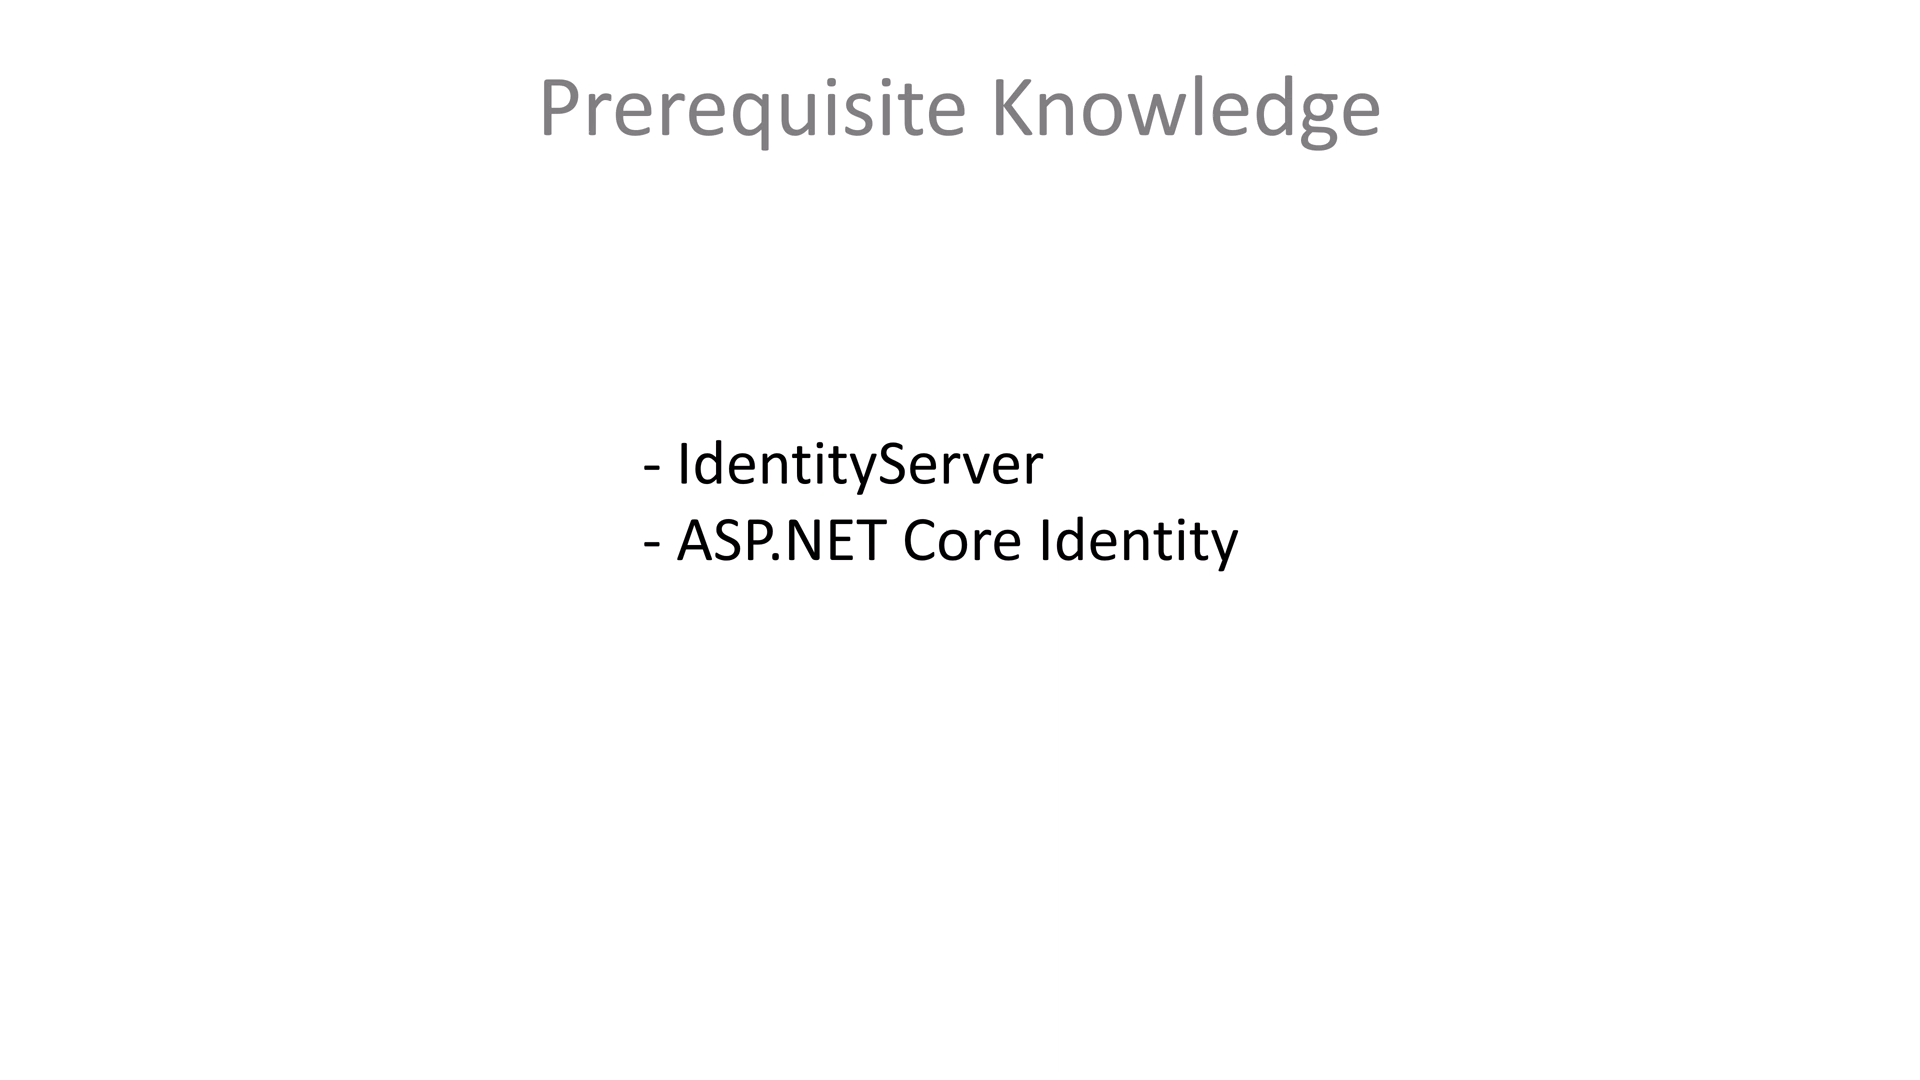 Prerequisite Knowledge
- IdentityServer
- ASP.NET Core Identity